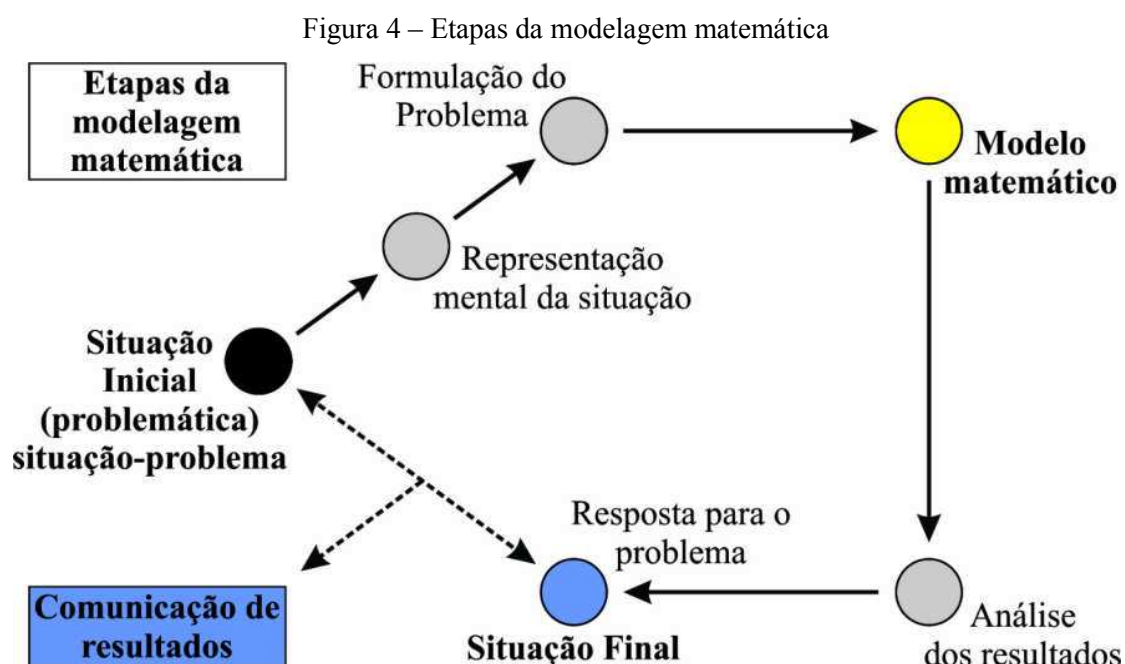 Figura 4 – Etapas da modelagem matemática
Etapas da
modelagem
matemática
Formulação do
Problema
Modelo
matemático
Representação
mental da situação
Situação
Inicial
(problemática)
situação-problema
Resposta para o
problema
Situação Final
Análise
dos resultados
Comunicação de
resultados